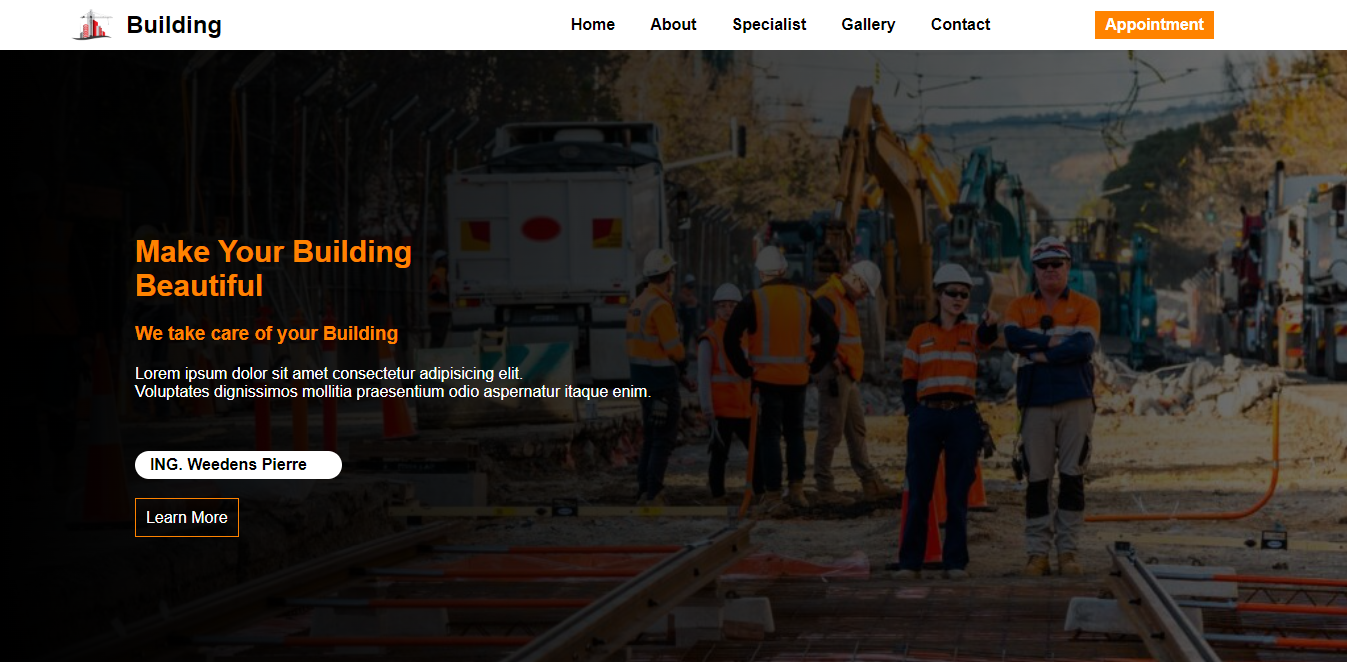 Building
Home About Specialist Gallery Contact
Appointment
Make Your Building
Beautiful
We take care of your Building
Lorem ipsum dolor sit amet consectetur adipisicing elit.
Voluptates dignissimos mollitia praesentium odio aspernatur itaque enim.
ING. Weedens Pierre
Learn More